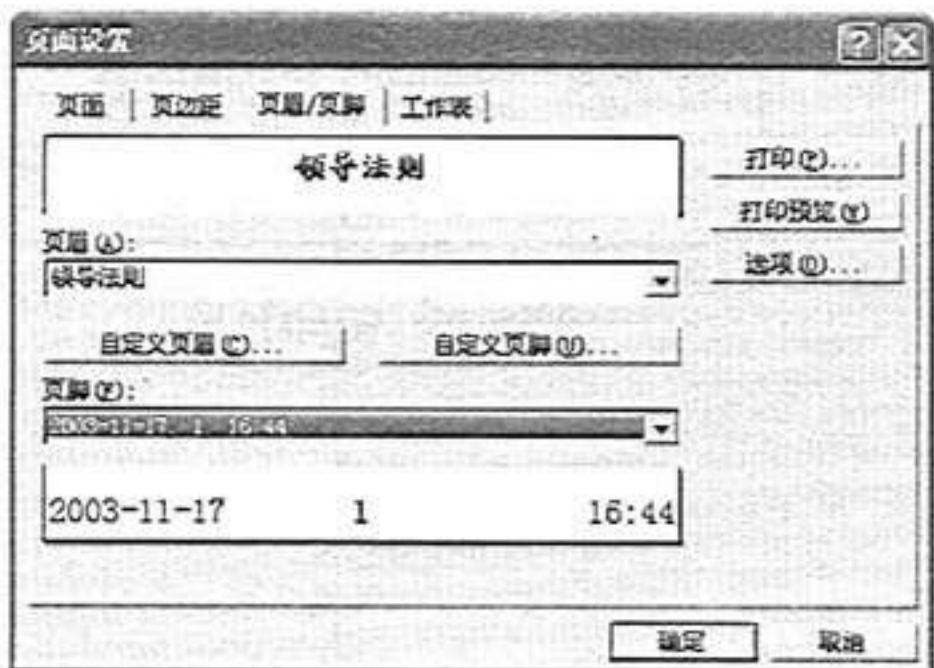 页面设置
页面 页边距 页眉/页脚 工作表
领导法则
打印(P)...
打印预览(W)
选项(O)...
页眉(A):
领导法则
自定义页眉(C)... 自定义页脚(U)...
页脚(F):
2003-11-17, 1, 16:44
2003-11-17 1 16:44
确定 取消